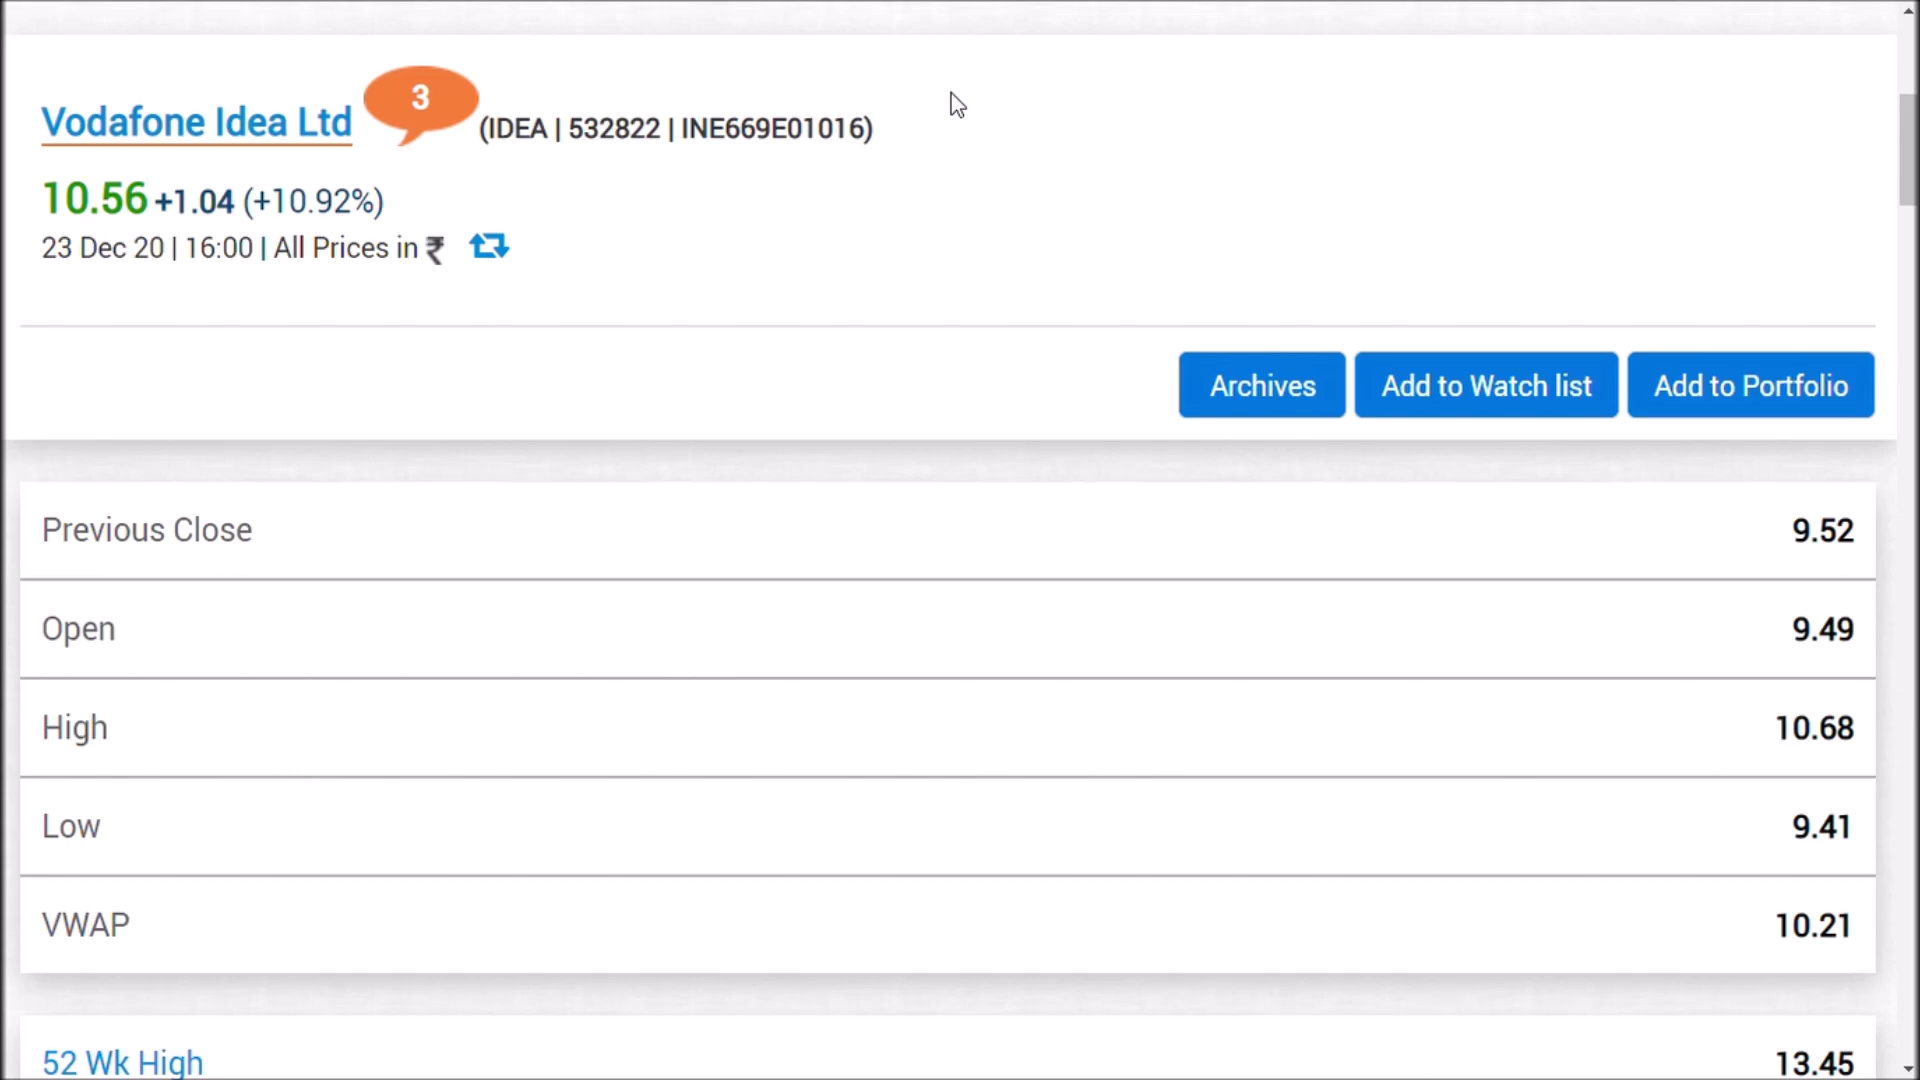 Vodafone Idea Ltd 3 (IDEA | 532822 | INE669E01016)
10.56 +1.04 (+10.92%)
23 Dec 20 | 16:00 | All Prices in ₹
Archives Add to Watch list Add to Portfolio
Previous Close 9.52
Open 9.49
High 10.68
Low 9.41
VWAP 10.21
52 Wk High 13.45